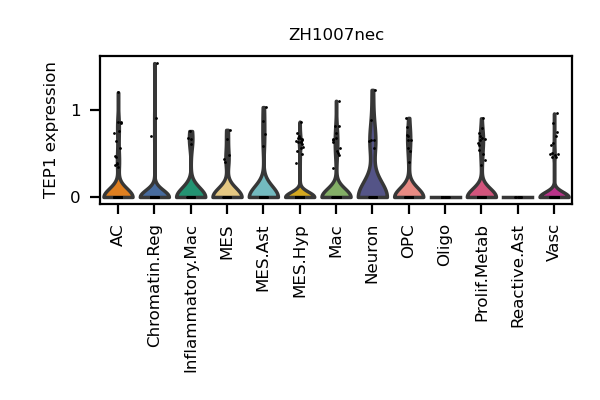 ZH1007nec
TEP1 expression
1
0
AC
Chromatin.Reg
Inflammatory.Mac
MES
MES.Ast
MES.Hyp
Mac
Neuron
OPC
Oligo
Prolif.Metab
Reactive.Ast
Vasc